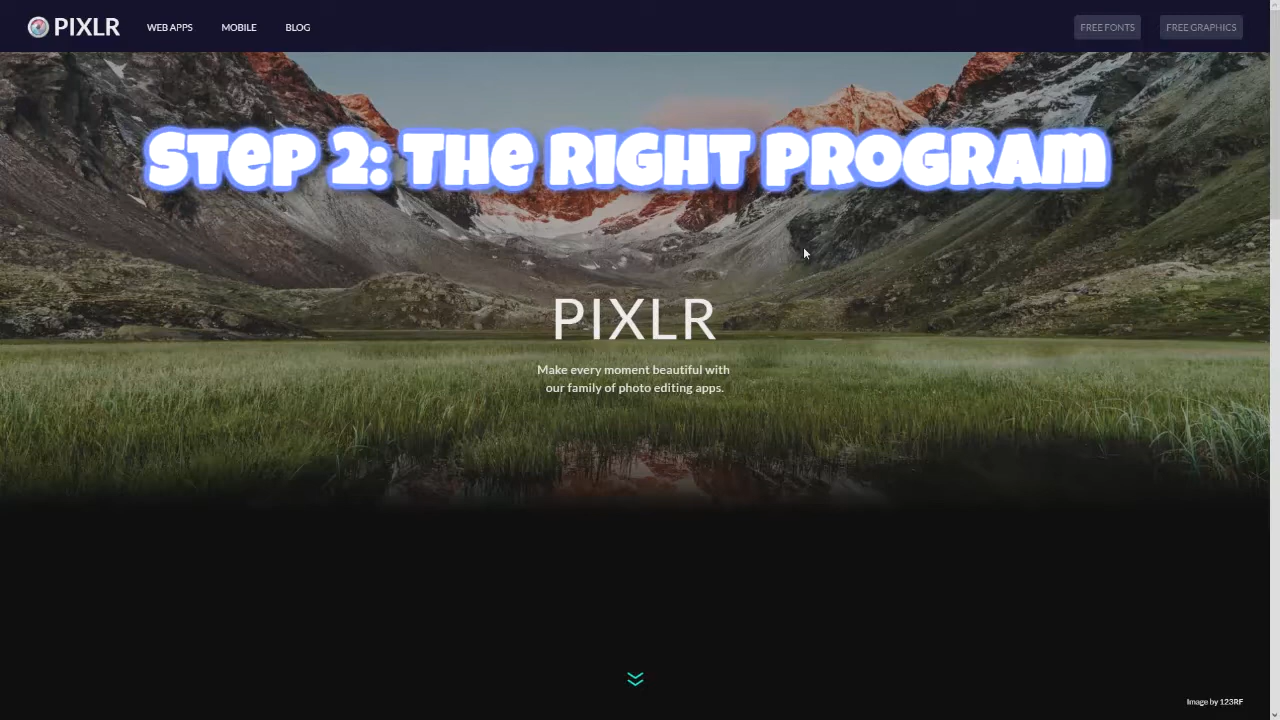 PIXLR
WEB APPS
MOBILE
BLOG
FREE FONTS
FREE GRAPHICS
Step 2: The Right Program
PIXLR
Make every moment beautiful with
our family of photo editing apps.
Image by 123RF